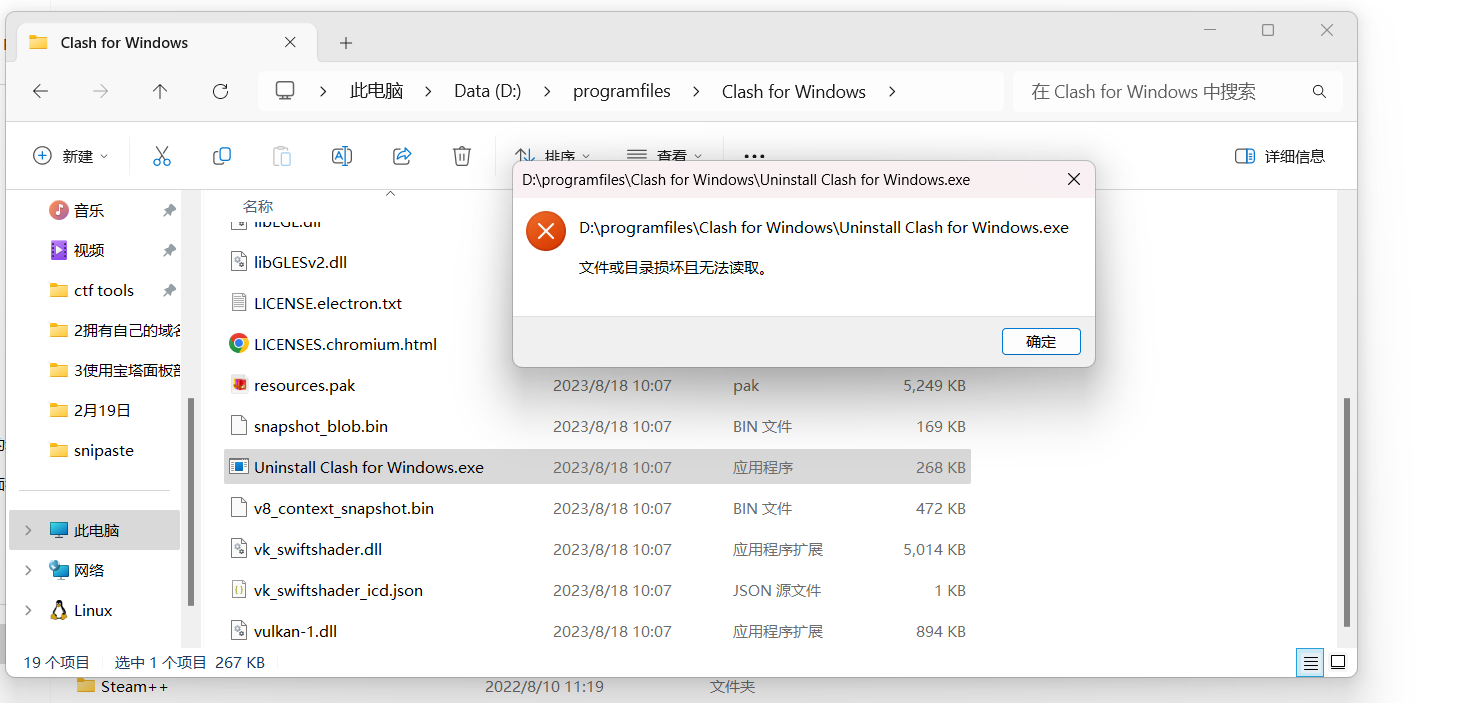 Clash for Windows
此电脑 Data (D:) programfiles Clash for Windows
在 Clash for Windows 中搜索
新建 排序 查看 详细信息
D:\programfiles\Clash for Windows\Uninstall Clash for Windows.exe
D:\programfiles\Clash for Windows\Uninstall Clash for Windows.exe
文件或目录损坏且无法读取。
确定
音乐
视频
ctf tools
2拥有自己的域名
3使用宝塔面板部
2月19日
snipaste
此电脑
网络
Linux
名称
libEGL.dll
libGLESv2.dll
LICENSE.electron.txt
LICENSES.chromium.html
resources.pak 2023/8/18 10:07 pak 5,249 KB
snapshot_blob.bin 2023/8/18 10:07 BIN 文件 169 KB
Uninstall Clash for Windows.exe 2023/8/18 10:07 应用程序 268 KB
v8_context_snapshot.bin 2023/8/18 10:07 BIN 文件 472 KB
vk_swiftshader.dll 2023/8/18 10:07 应用程序扩展 5,014 KB
vk_swiftshader_icd.json 2023/8/18 10:07 JSON 源文件 1 KB
vulkan-1.dll 2023/8/18 10:07 应用程序扩展 894 KB
19 个项目 选中 1 个项目 267 KB
Steam++ 2022/8/10 11:19 文件夹